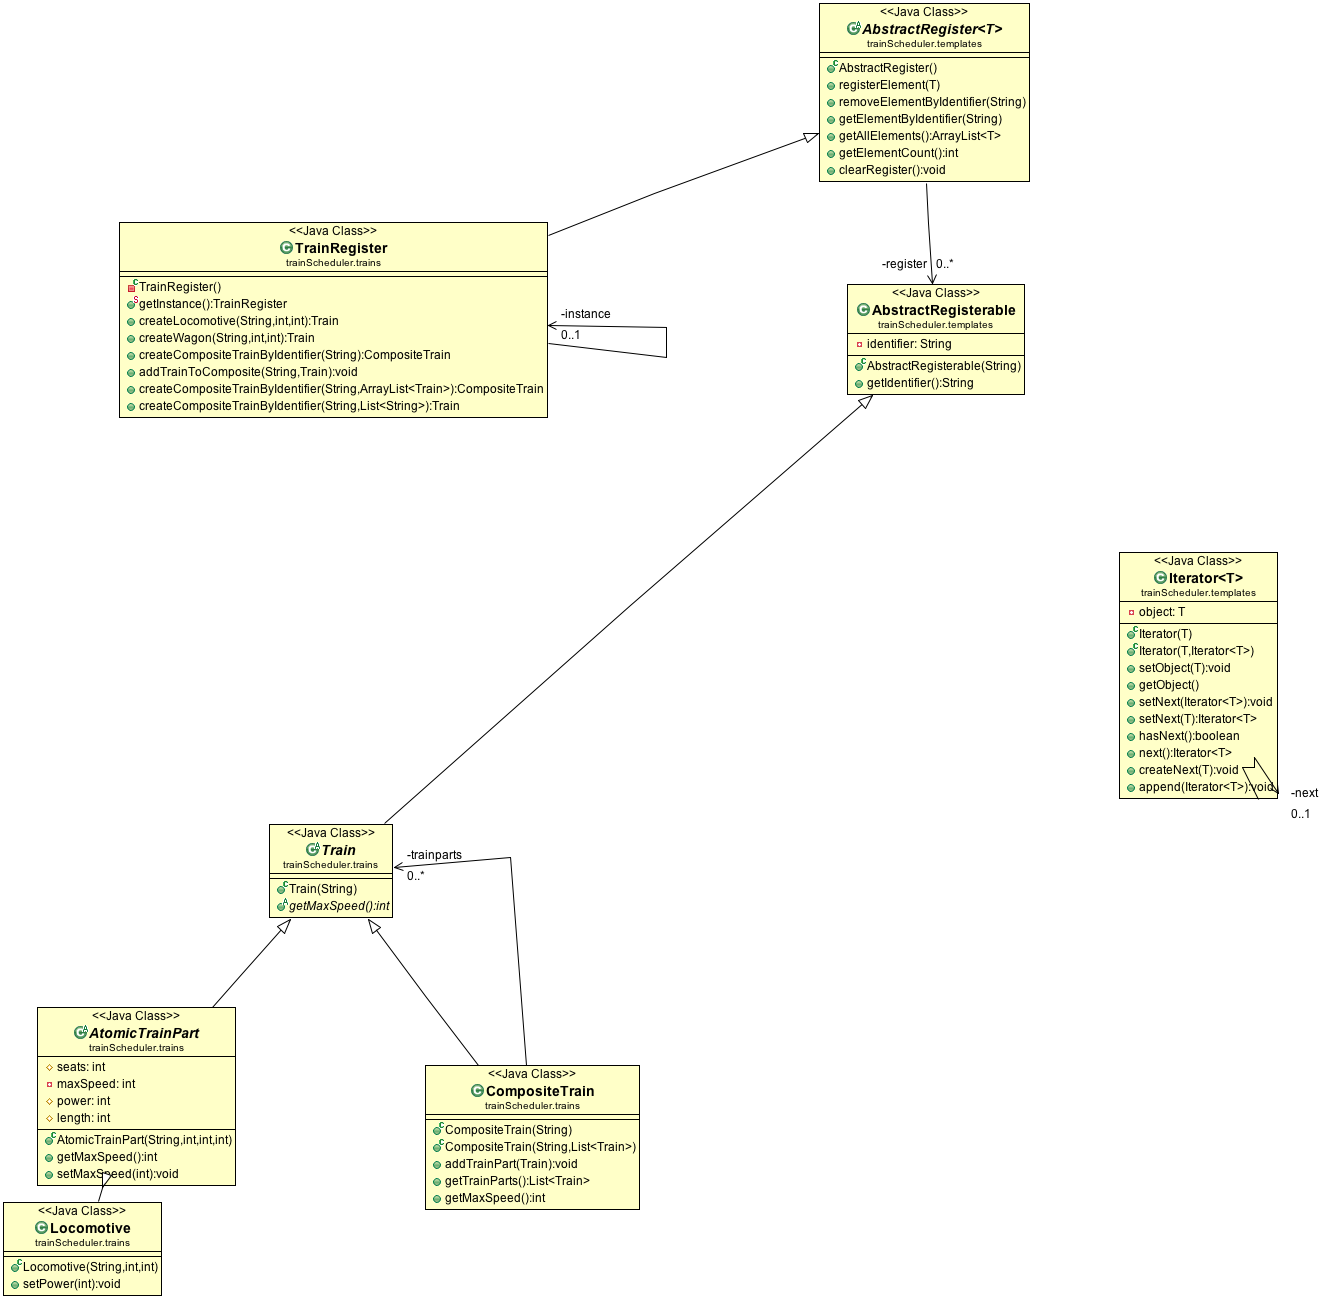 <<Java Class>>
AbstractRegister<T>
trainScheduler.templates
AbstractRegister()
registerElement(T)
removeElementByIdentifier(String)
getElementByIdentifier(String)
getAllElements():ArrayList<T>
getElementCount():int
clearRegister():void
<<Java Class>>
TrainRegister
trainScheduler.trains
TrainRegister()
getInstance():TrainRegister
createLocomotive(String,int,int):Train
createWagon(String,int,int):Train
createCompositeTrainByIdentifier(String):CompositeTrain
addTrainToComposite(String,Train):void
createCompositeTrainByIdentifier(String,ArrayList<Train>):CompositeTrain
createCompositeTrainByIdentifier(String,List<String>):Train
-instance
0..1
-register 0..*
<<Java Class>>
AbstractRegisterable
trainScheduler.templates
identifier: String
AbstractRegisterable(String)
getIdentifier():String
<<Java Class>>
Iterator<T>
trainScheduler.templates
object: T
Iterator(T)
Iterator(T,Iterator<T>)
setObject(T):void
getObject()
setNext(Iterator<T>):void
setNext(T):Iterator<T>
hasNext():boolean
next():Iterator<T>
createNext(T):void
append(Iterator<T>):void
-next
0..1
<<Java Class>>
Train
trainScheduler.trains
Train(String)
getMaxSpeed():int
-trainparts
0..*
<<Java Class>>
AtomicTrainPart
trainScheduler.trains
seats: int
maxSpeed: int
power: int
length: int
AtomicTrainPart(String,int,int,int)
getMaxSpeed():int
setMaxSpeed(int):void
<<Java Class>>
CompositeTrain
trainScheduler.trains
CompositeTrain(String)
CompositeTrain(String,List<Train>)
addTrainPart(Train):void
getTrainParts():List<Train>
getMaxSpeed():int
<<Java Class>>
Locomotive
trainScheduler.trains
Locomotive(String,int,int)
setPower(int):void